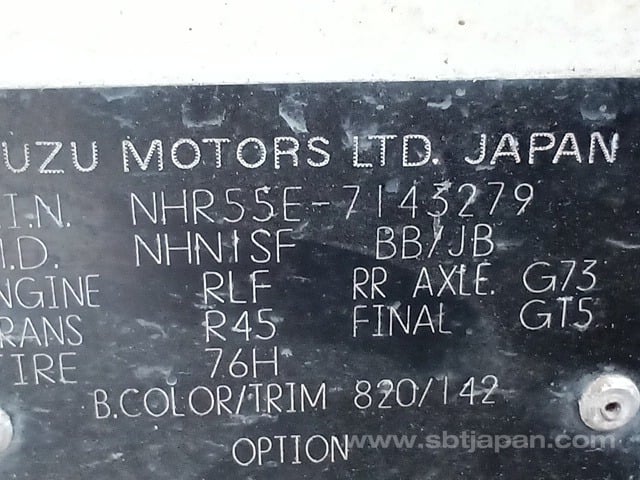 UZU MOTORS LTD. JAPAN
I.N. NHR55E-7143279
.D. NHN1SF BB/JB
NGINE RLF RR AXLE. G73
RANS R45 FINAL GT5
TIRE 76H
B.COLOR/TRIM 820/142
OPTION
www.sbtjapan.com